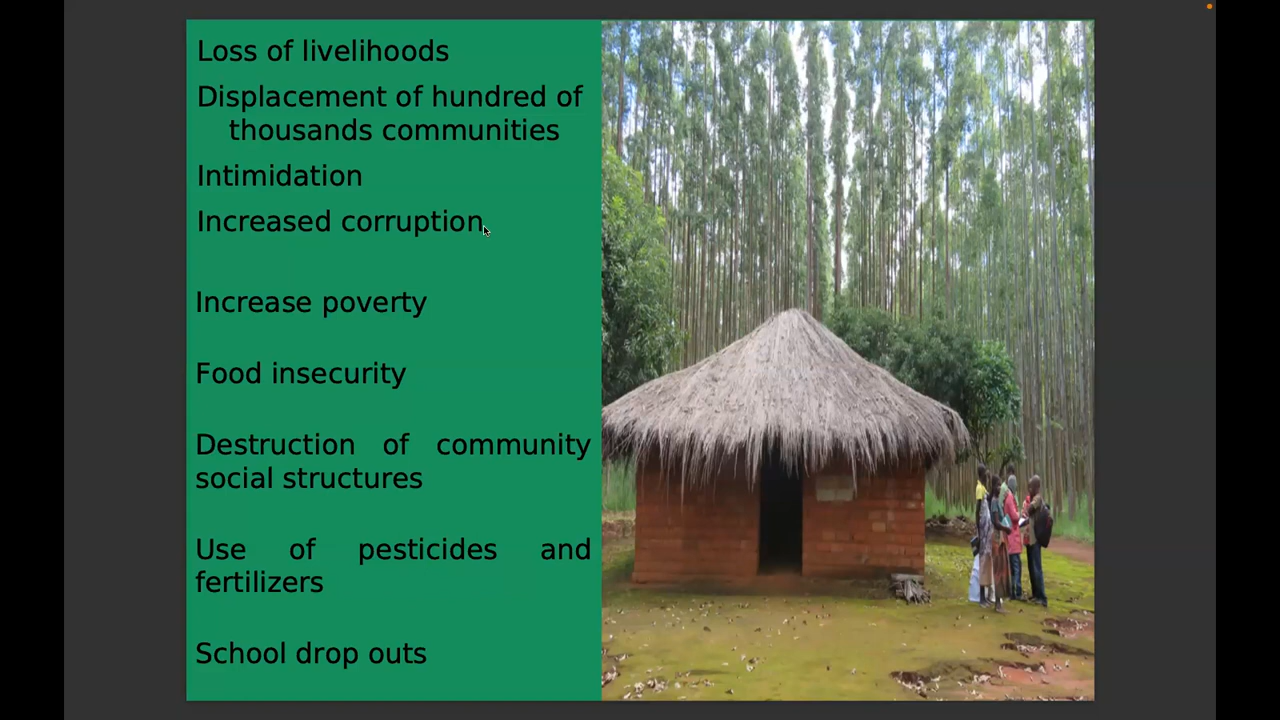 Loss of livelihoods
Displacement of hundred of
thousands communities
Intimidation
Increased corruption
Increase poverty
Food insecurity
Destruction of community
social structures
Use of pesticides and
fertilizers
School drop outs